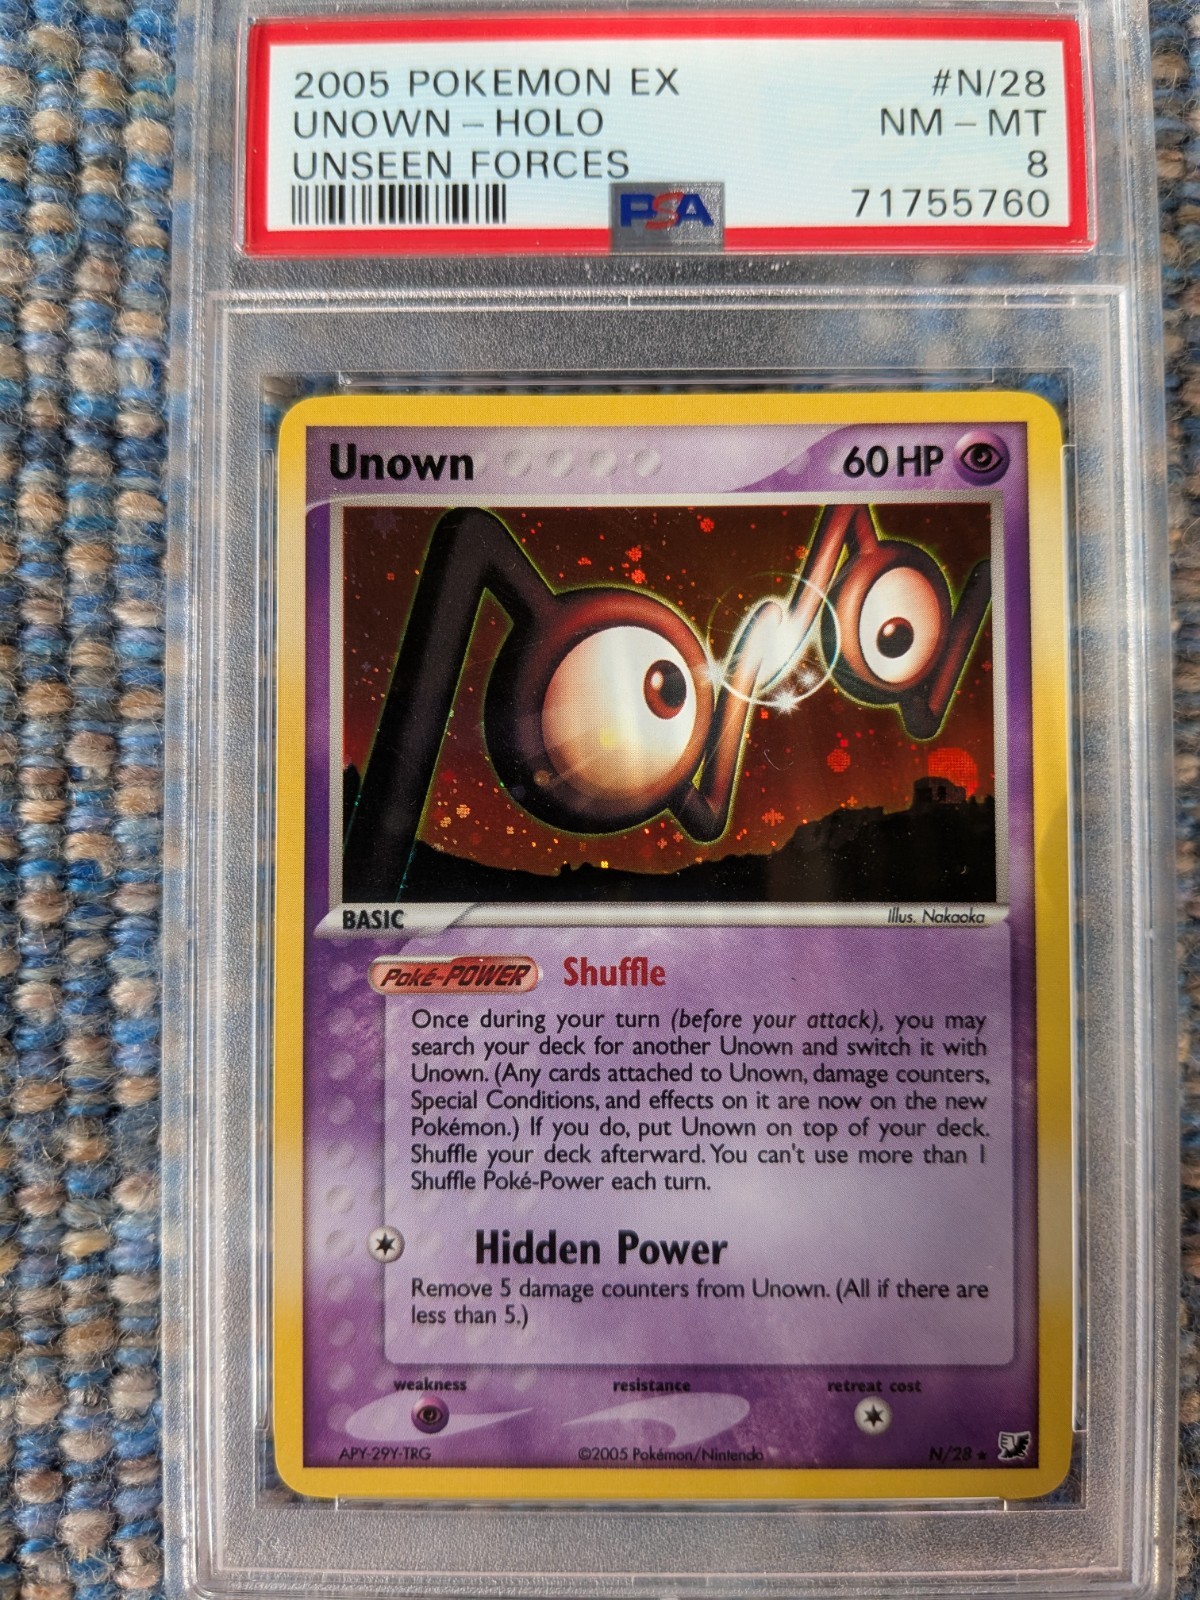 2005 POKEMON EX #N/28
UNOWN - HOLO NM - MT
UNSEEN FORCES 8
PSA 71755760
Unown 60 HP
BASIC Illus. Nakaoka
Poké-POWER Shuffle
Once during your turn (before your attack), you may
search your deck for another Unown and switch it with
Unown. (Any cards attached to Unown, damage counters,
Special Conditions, and effects on it are now on the new
Pokémon.) If you do, put Unown on top of your deck.
Shuffle your deck afterward. You can't use more than 1
Shuffle Poké-Power each turn.
Hidden Power
Remove 5 damage counters from Unown. (All if there are
less than 5.)
weakness resistance retreat cost
APY-29Y-TRG ©2005 Pokémon/Nintendo N/28 ★